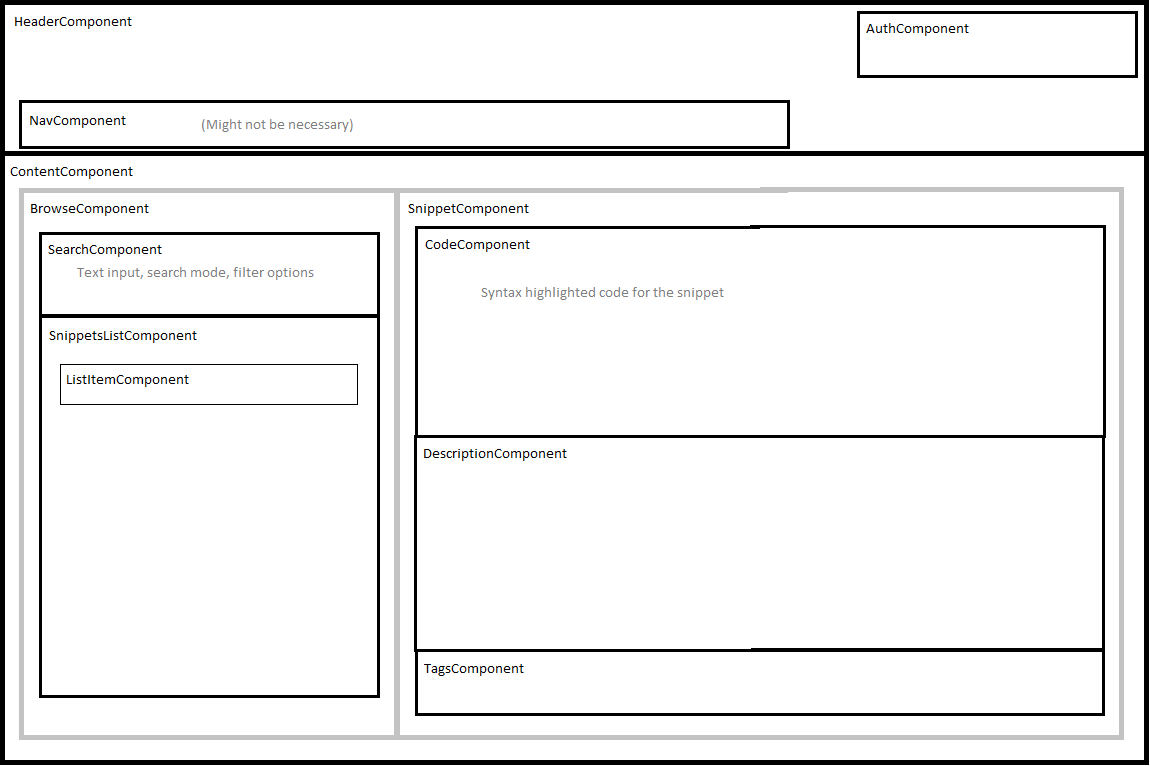 HeaderComponent
AuthComponent
NavComponent (Might not be necessary)
ContentComponent
BrowseComponent
SearchComponent
Text input, search mode, filter options
SnippetsListComponent
ListItemComponent
SnippetComponent
CodeComponent
Syntax highlighted code for the snippet
DescriptionComponent
TagsComponent